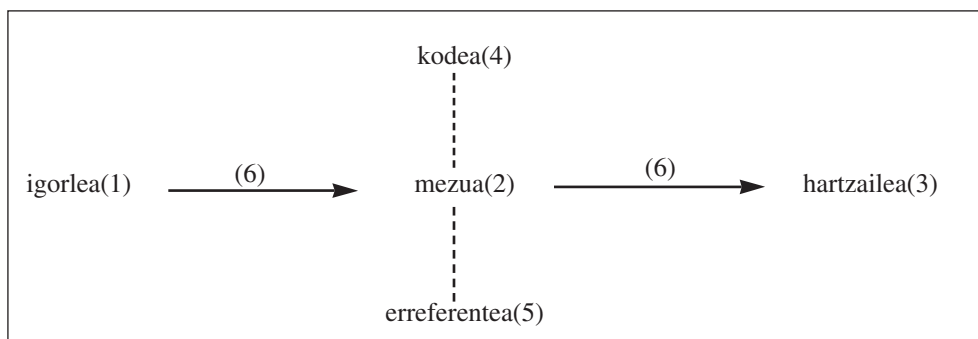 kodea(4)
(6)
(6)
igorlea(1)
mezua(2)
hartzailea(3)
erreferentea(5)